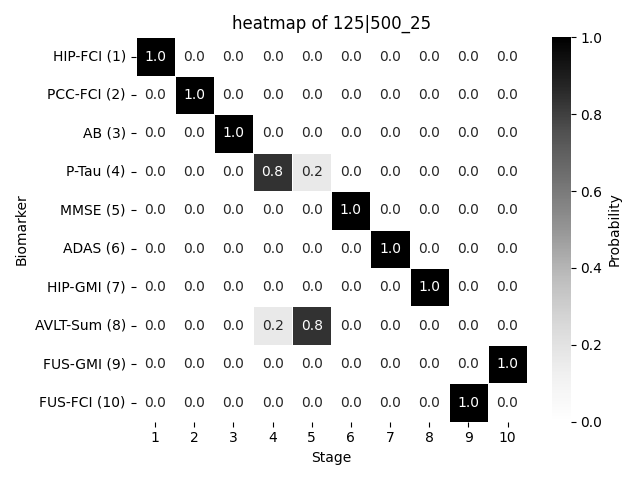 heatmap of 125|500_25
HIP-FCI (1) 1.0 0.0 0.0 0.0 0.0 0.0 0.0 0.0 0.0 0.0
PCC-FCI (2) 0.0 1.0 0.0 0.0 0.0 0.0 0.0 0.0 0.0 0.0
AB (3) 0.0 0.0 1.0 0.0 0.0 0.0 0.0 0.0 0.0 0.0
P-Tau (4) 0.0 0.0 0.0 0.8 0.2 0.0 0.0 0.0 0.0 0.0
MMSE (5) 0.0 0.0 0.0 0.0 0.0 1.0 0.0 0.0 0.0 0.0
ADAS (6) 0.0 0.0 0.0 0.0 0.0 0.0 1.0 0.0 0.0 0.0
HIP-GMI (7) 0.0 0.0 0.0 0.0 0.0 0.0 0.0 1.0 0.0 0.0
AVLT-Sum (8) 0.0 0.0 0.0 0.2 0.8 0.0 0.0 0.0 0.0 0.0
FUS-GMI (9) 0.0 0.0 0.0 0.0 0.0 0.0 0.0 0.0 0.0 1.0
FUS-FCI (10) 0.0 0.0 0.0 0.0 0.0 0.0 0.0 0.0 1.0 0.0
1 2 3 4 5 6 7 8 9 10
Stage
Biomarker
1.0
0.8
0.6
0.4
0.2
0.0
Probability